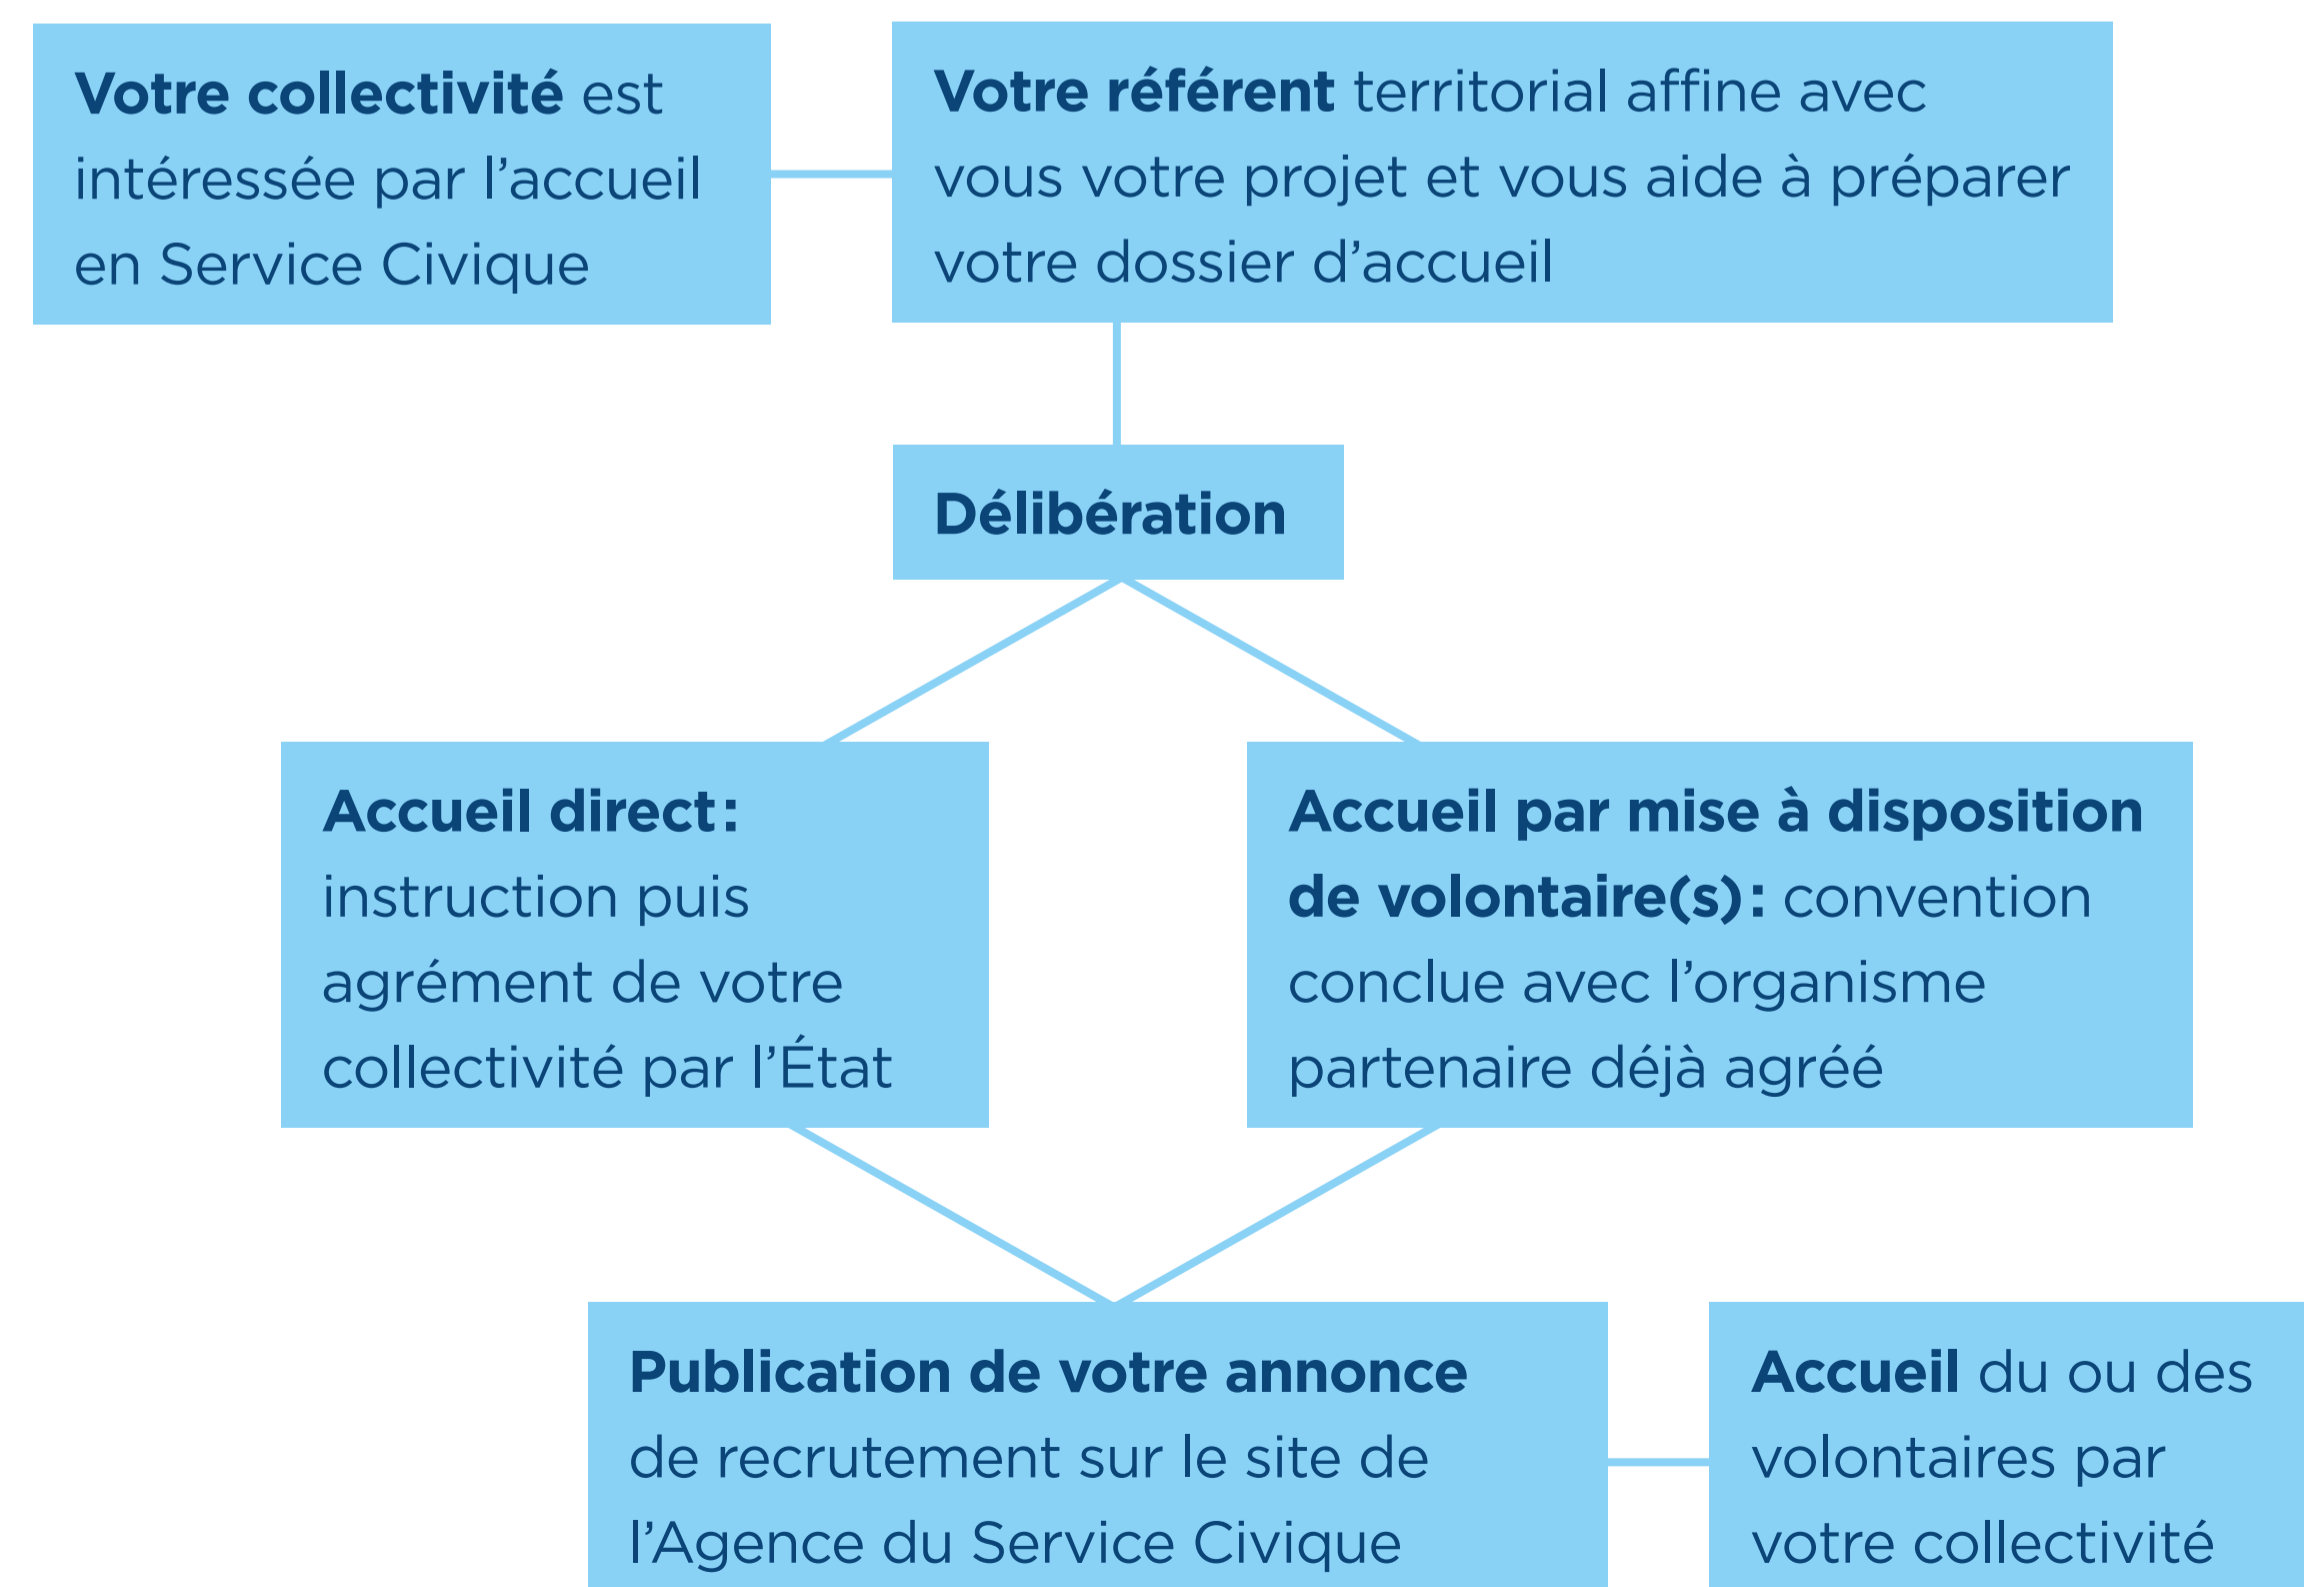 Votre collectivité est
intéressée par l'accueil
en Service Civique
Votre référent territorial affine avec
vous votre projet et vous aide à préparer
votre dossier d'accueil
Délibération
Accueil direct :
instruction puis
agrément de votre
collectivité par l'État
Accueil par mise à disposition
de volontaire(s) : convention
conclue avec l'organisme
partenaire déjà agréé
Publication de votre annonce
de recrutement sur le site de
l'Agence du Service Civique
Accueil du ou des
volontaires par
votre collectivité